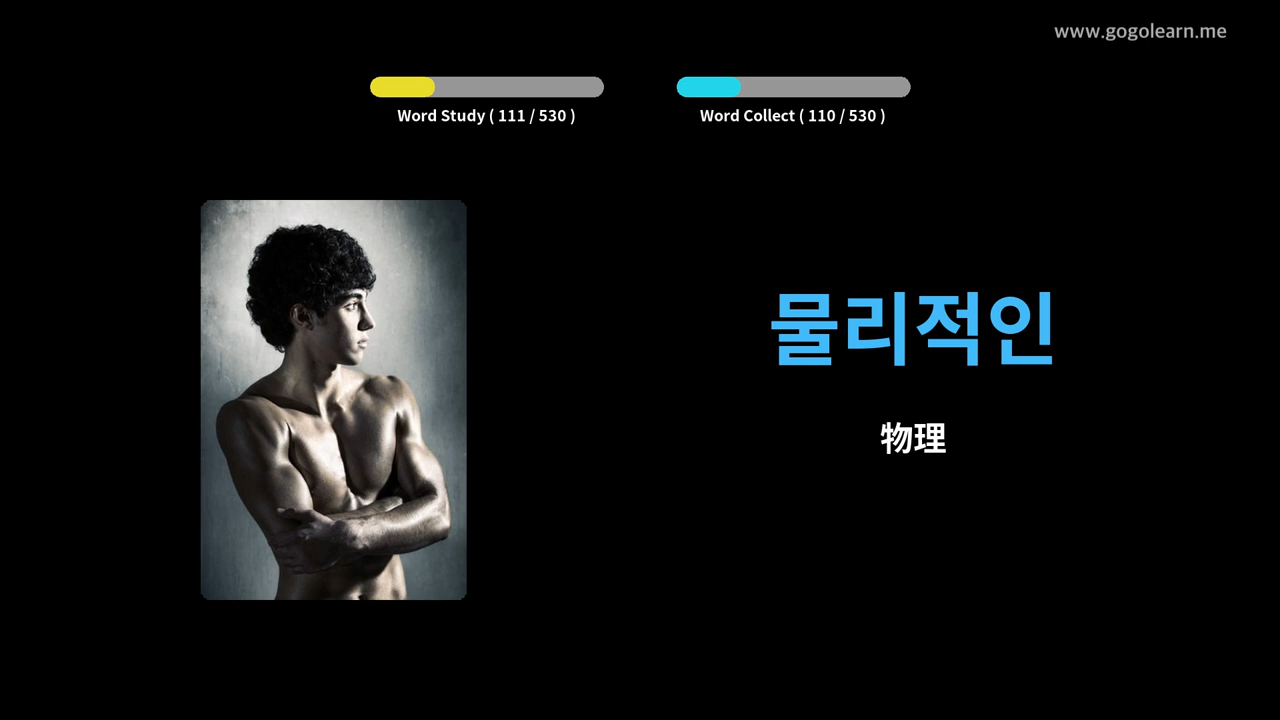 www.gogolearn.me
Word Study ( 111 / 530 )
Word Collect ( 110 / 530 )
물리적인
物理